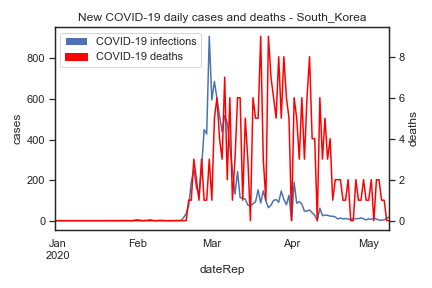 New COVID-19 daily cases and deaths - South_Korea
COVID-19 infections
COVID-19 deaths
800
600
400
200
0
cases
8
6
4
2
0
deaths
Jan
2020
Feb
Mar
Apr
May
dateRep